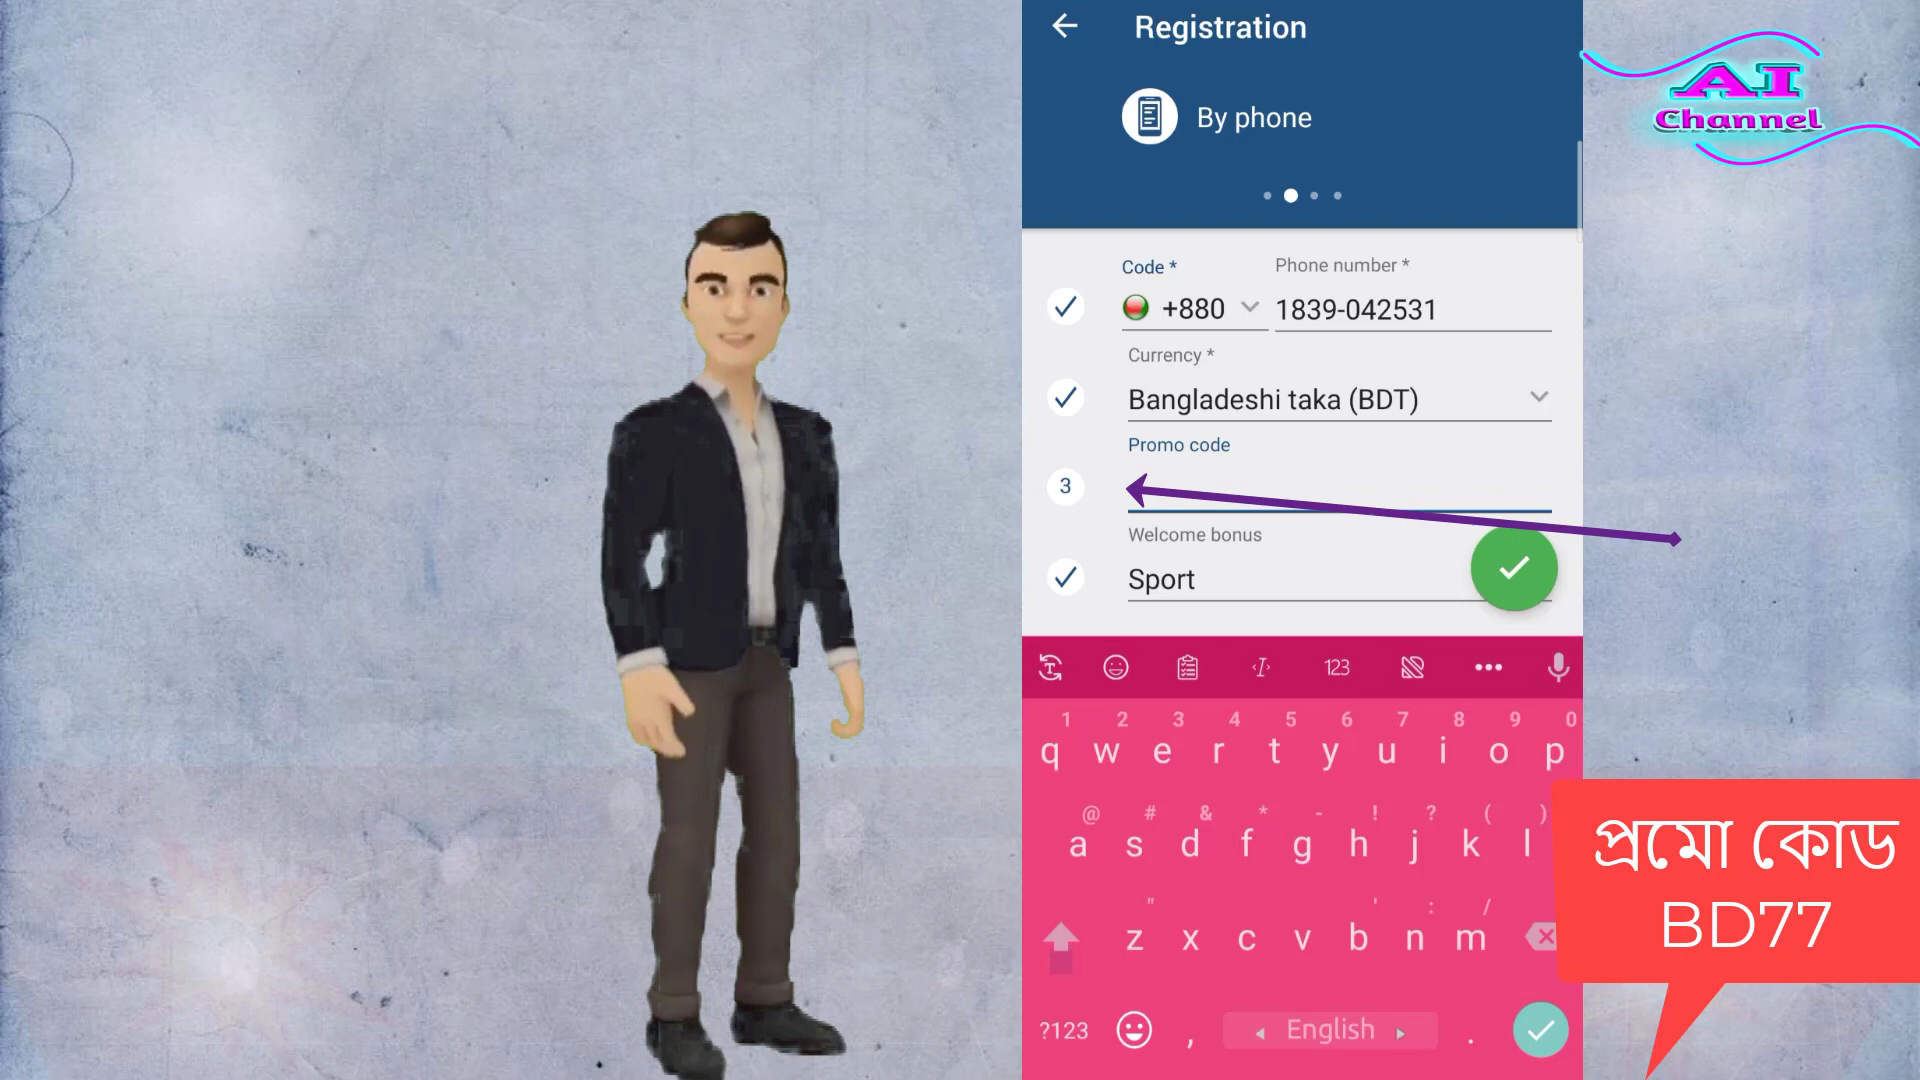 Registration
By phone
AI
Channel
Code *
Phone number *
+880
1839-042531
Currency *
Bangladeshi taka (BDT)
Promo code
3
Welcome bonus
Sport
123
1 2 3 4 5 6 7 8 9 0
q w e r t y u i o p
@ # & * - ! ? ( )
a s d f g h j k l
" ' : /
z x c v b n m
?123 , English .
প্রমো কোড
BD77